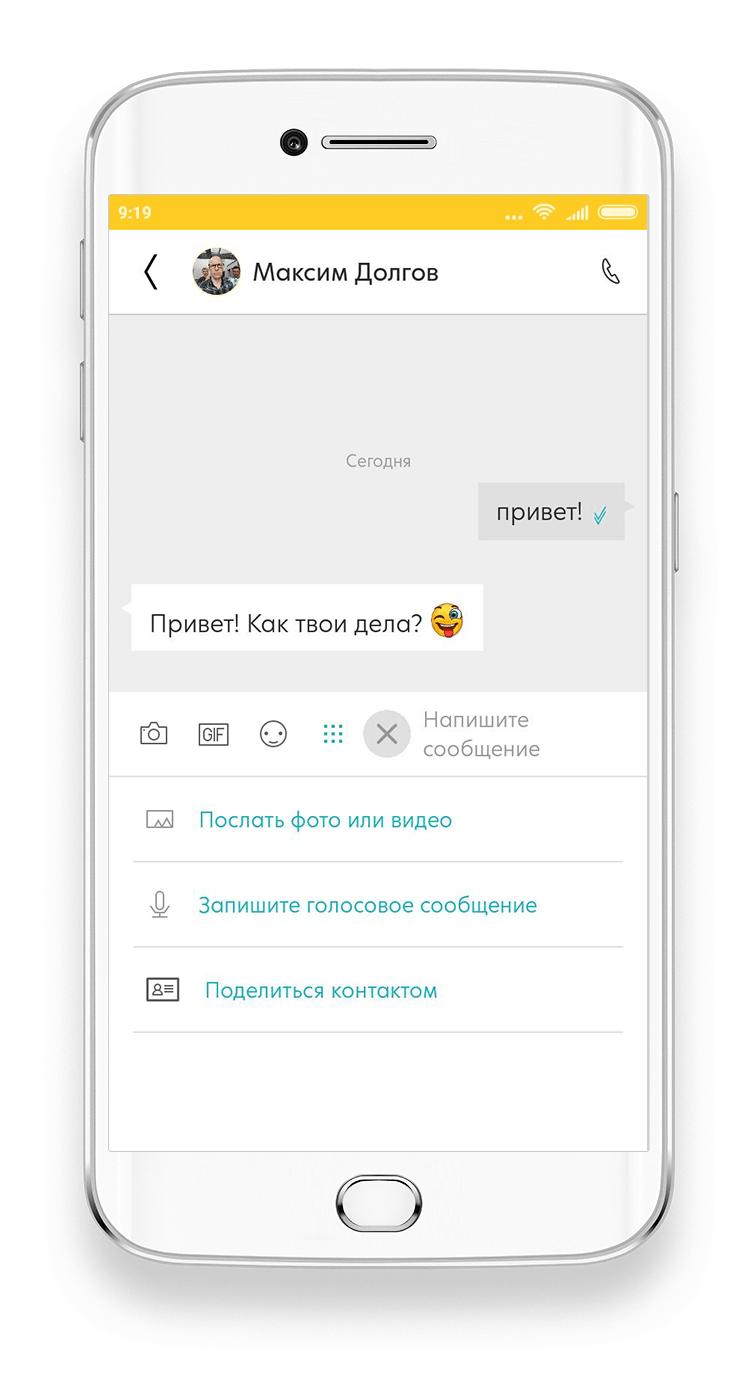 9:19
Максим Долгов
Сегодня
привет!
Привет! Как твои дела? 😜
GIF
Напишите
сообщение
Послать фото или видео
Запишите голосовое сообщение
Поделиться контактом